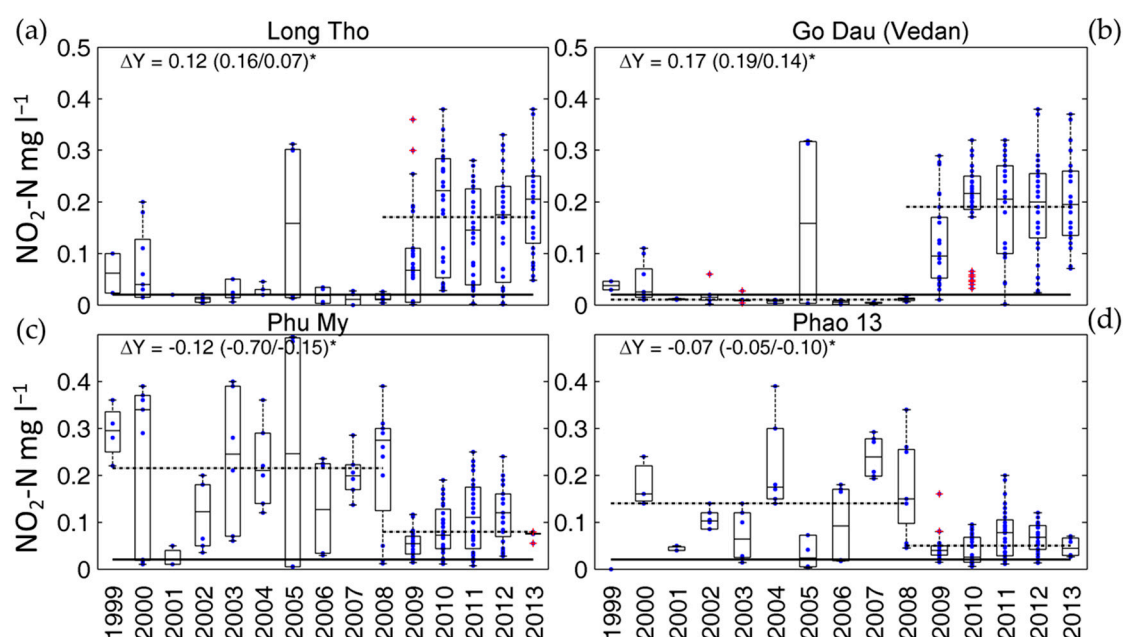 (a) Long Tho Go Dau (Vedan) (b)
0.5 0.5
ΔY = 0.12 (0.16/0.07)* ΔY = 0.17 (0.19/0.14)*
0.4 0.4
0.3 0.3
NO2-N mg l−1
0.2 0.2
0.1 0.1
0 0
(c) Phu My Phao 13 (d)
ΔY = -0.12 (-0.70/-0.15)* ΔY = -0.07 (-0.05/-0.10)*
0.4 0.4
0.3 0.3
NO2-N mg l−1
0.2 0.2
0.1 0.1
0 0
1999 2000 2001 2002 2003 2004 2005 2006 2007 2008 2009 2010 2011 2012 2013 1999 2000 2001 2002 2003 2004 2005 2006 2007 2008 2009 2010 2011 2012 2013